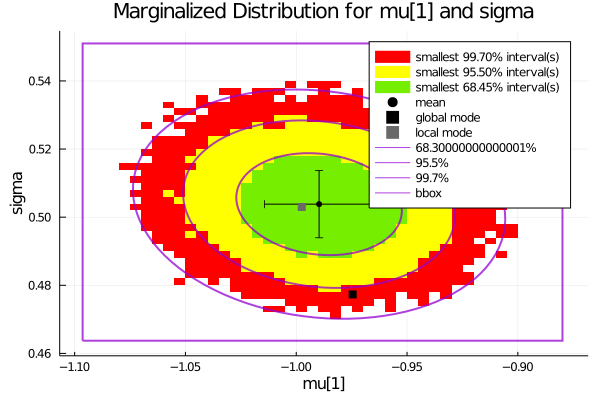 Marginalized Distribution for mu[1] and sigma
smallest 99.70% interval(s)
smallest 95.50% interval(s)
smallest 68.45% interval(s)
mean
global mode
local mode
68.30000000000001%
95.5%
99.7%
bbox
sigma
0.54
0.52
0.50
0.48
0.46
−1.10
−1.05
−1.00
−0.95
−0.90
mu[1]